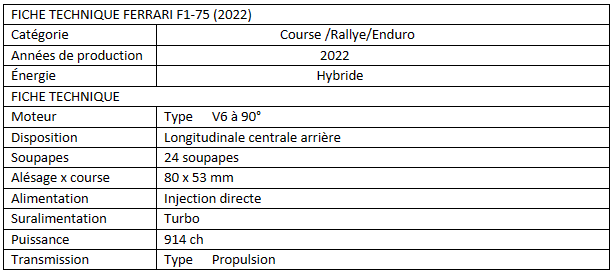 FICHE TECHNIQUE FERRARI F1-75 (2022)
Catégorie Course /Rallye/Enduro
Années de production 2022
Énergie Hybride
FICHE TECHNIQUE
Moteur Type V6 à 90°
Disposition Longitudinale centrale arrière
Soupapes 24 soupapes
Alésage x course 80 x 53 mm
Alimentation Injection directe
Suralimentation Turbo
Puissance 914 ch
Transmission Type Propulsion